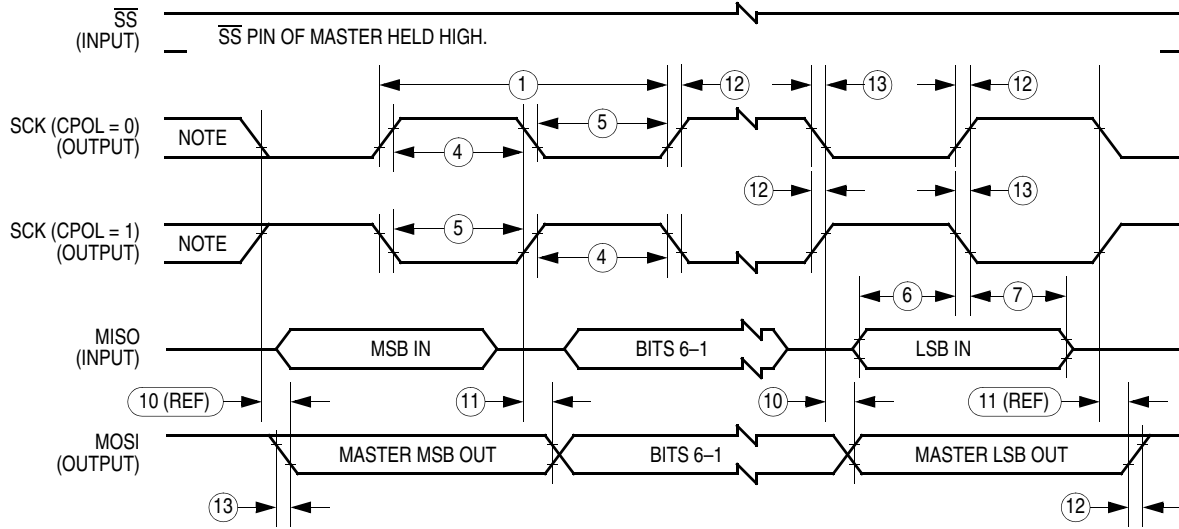 SS
(INPUT)
SS PIN OF MASTER HELD HIGH.
1
12
13
12
SCK (CPOL = 0)
(OUTPUT)
NOTE
5
4
12
13
SCK (CPOL = 1)
(OUTPUT)
NOTE
5
4
6
7
MISO
(INPUT)
MSB IN
BITS 6–1
LSB IN
10 (REF)
11
10
11 (REF)
MOSI
(OUTPUT)
MASTER MSB OUT
BITS 6–1
MASTER LSB OUT
13
12